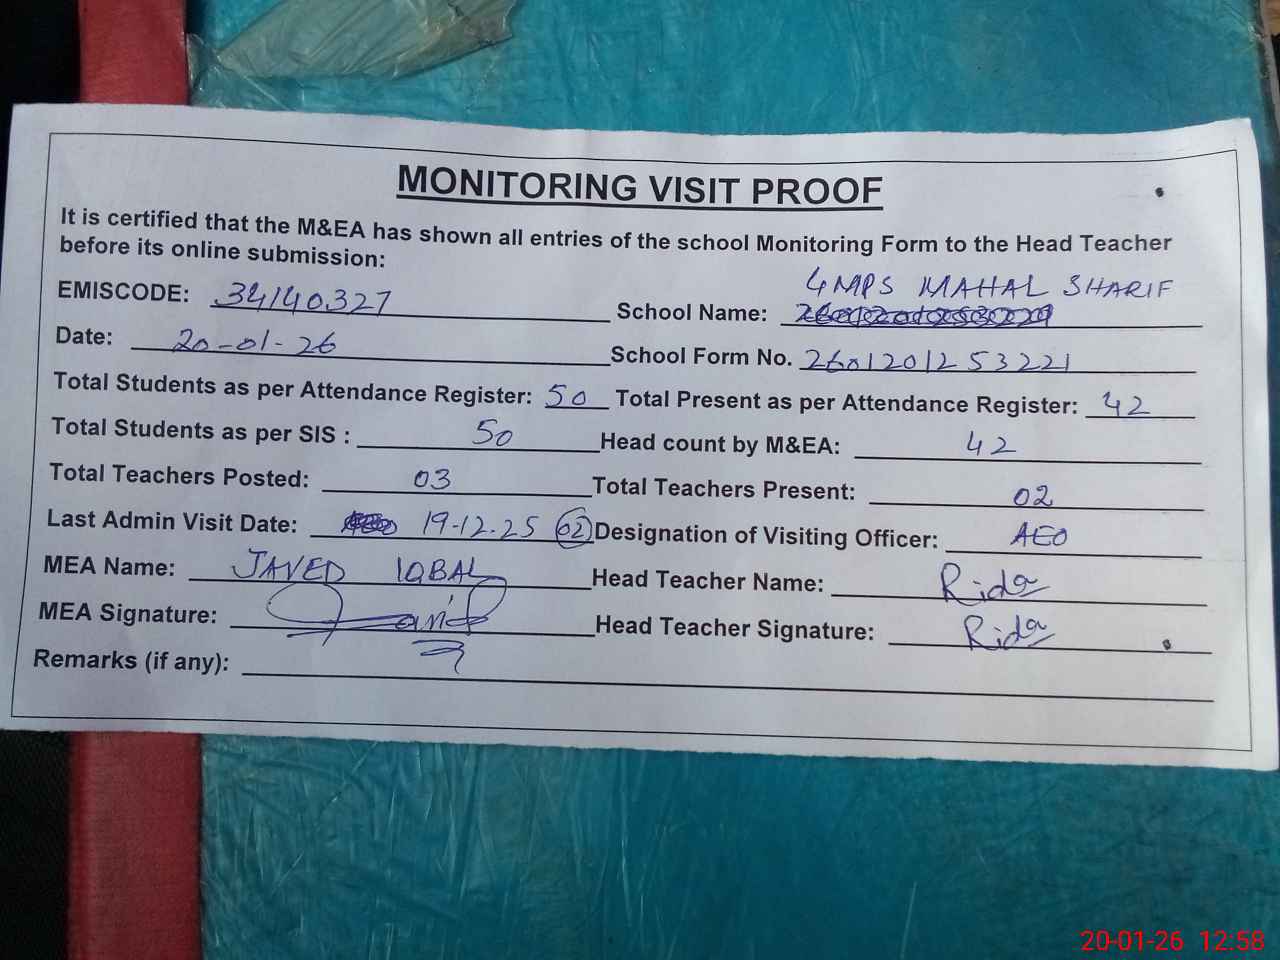 MONITORING VISIT PROOF
It is certified that the M&EA has shown all entries of the school Monitoring Form to the Head Teacher
before its online submission:
EMISCODE: 34140327 School Name: GMPS MAHAL SHARIF
Date: 20-01-26 School Form No. 2601201253221
Total Students as per Attendance Register: 50 Total Present as per Attendance Register: 42
Total Students as per SIS : 50 Head count by M&EA: 42
Total Teachers Posted: 03 Total Teachers Present: 02
Last Admin Visit Date: 19-12-25 02 Designation of Visiting Officer: AEO
MEA Name: JAVED IQBAL Head Teacher Name: Rida
MEA Signature: Head Teacher Signature: Rida
Remarks (if any):
20-01-26 12:58